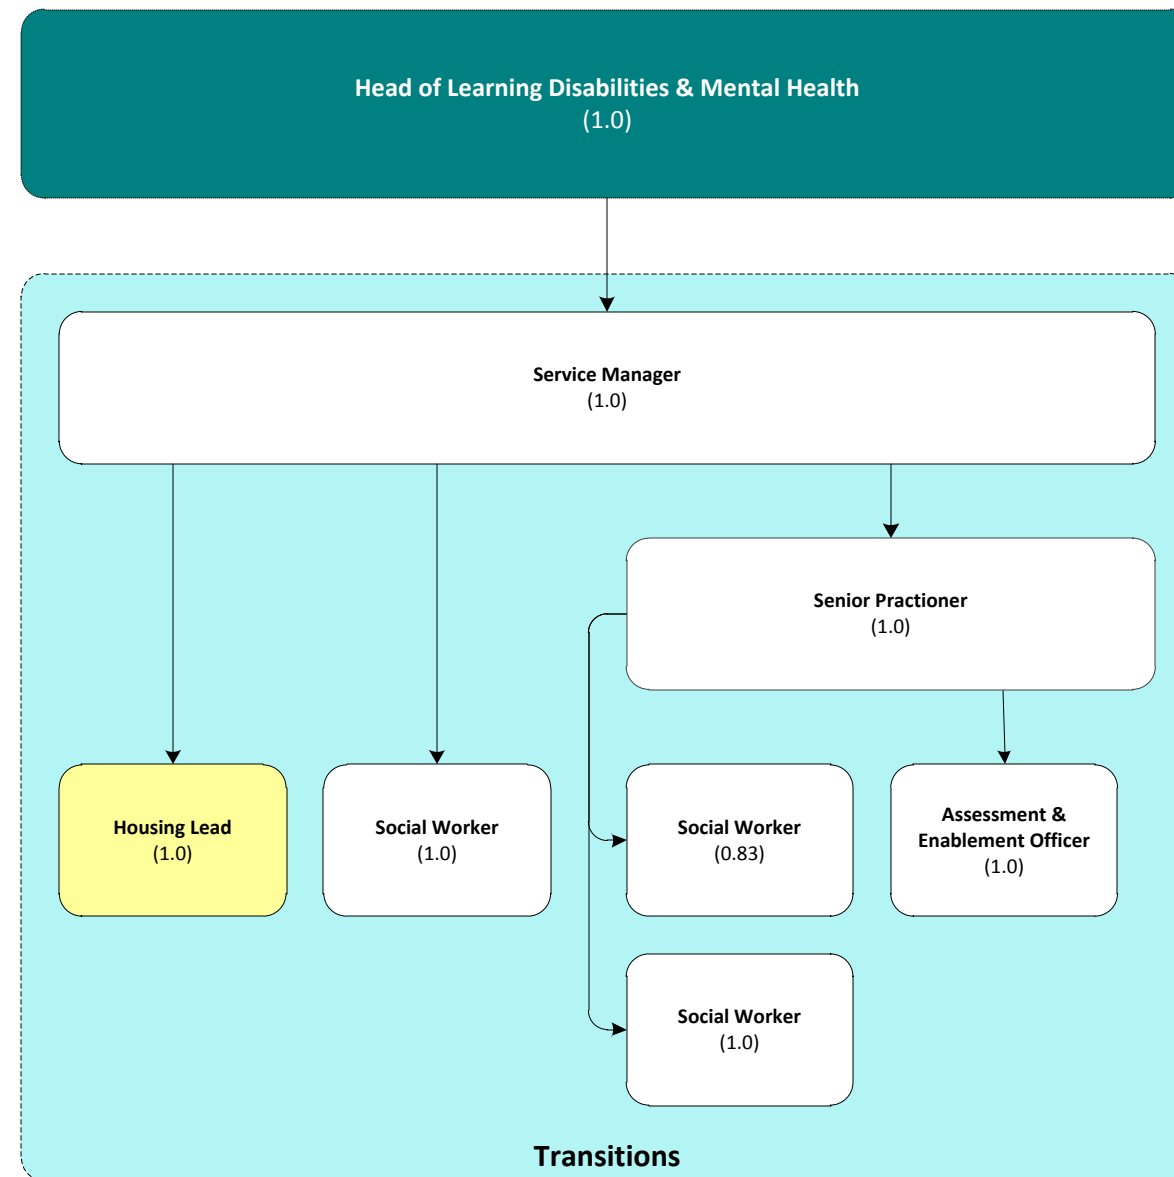 Head of Learning Disabilities & Mental Health
(1.0)
Service Manager
(1.0)
Senior Practioner
(1.0)
Housing Lead
(1.0)
Social Worker
(1.0)
Social Worker
(0.83)
Assessment &
Enablement Officer
(1.0)
Social Worker
(1.0)
Transitions